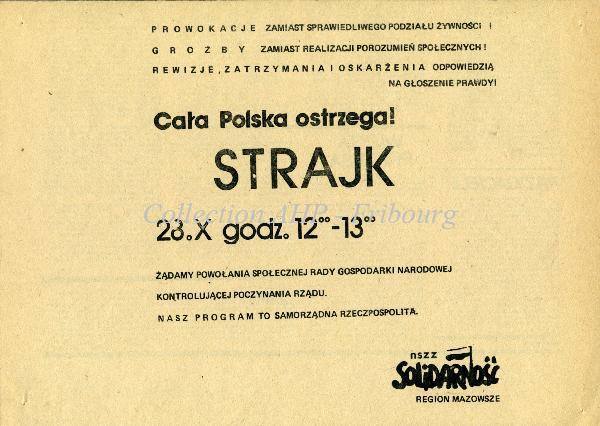 PROWOKACJE ZAMIAST SPRAWIEDLIWEGO PODZIAŁU ŻYWNOŚCI !
GROŹBY ZAMIAST REALIZACJI POROZUMIEŃ SPOŁECZNYCH !
REWIZJE, ZATRZYMANIA I OSKARŻENIA ODPOWIEDZIĄ
NA GŁOSZENIE PRAWDY!
Cała Polska ostrzega!
STRAJK
Collection AHP - Fribourg
28.X godz. 12⁰⁰-13⁰⁰
ŻĄDAMY POWOŁANIA SPOŁECZNEJ RADY GOSPODARKI NARODOWEJ
KONTROLUJĄCEJ POCZYNANIA RZĄDU.
NASZ PROGRAM TO SAMORZĄDNA RZECZPOSPOLITA.
nszz
SOLiDARNOŚĆ
REGION MAZOWSZE